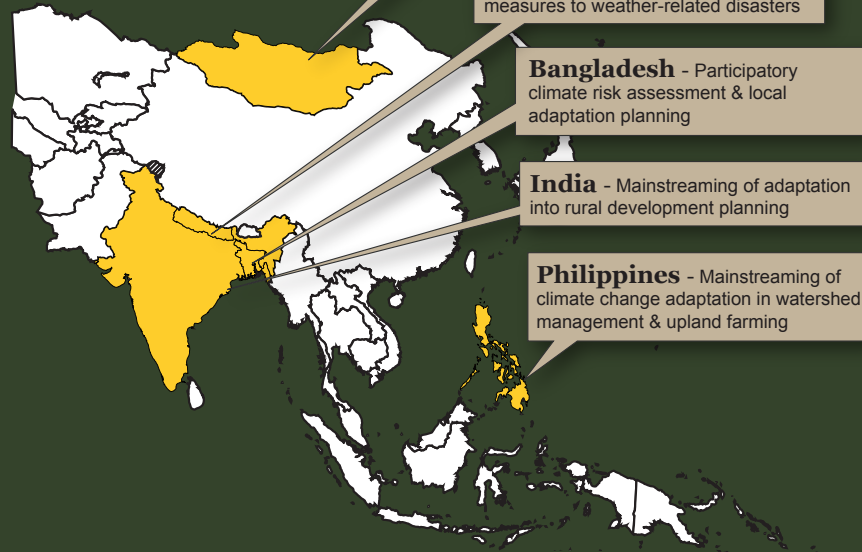 measures to weather-related disasters
Bangladesh - Participatory
climate risk assessment & local
adaptation planning
India - Mainstreaming of adaptation
into rural development planning
Philippines - Mainstreaming of
climate change adaptation in watershed
management & upland farming